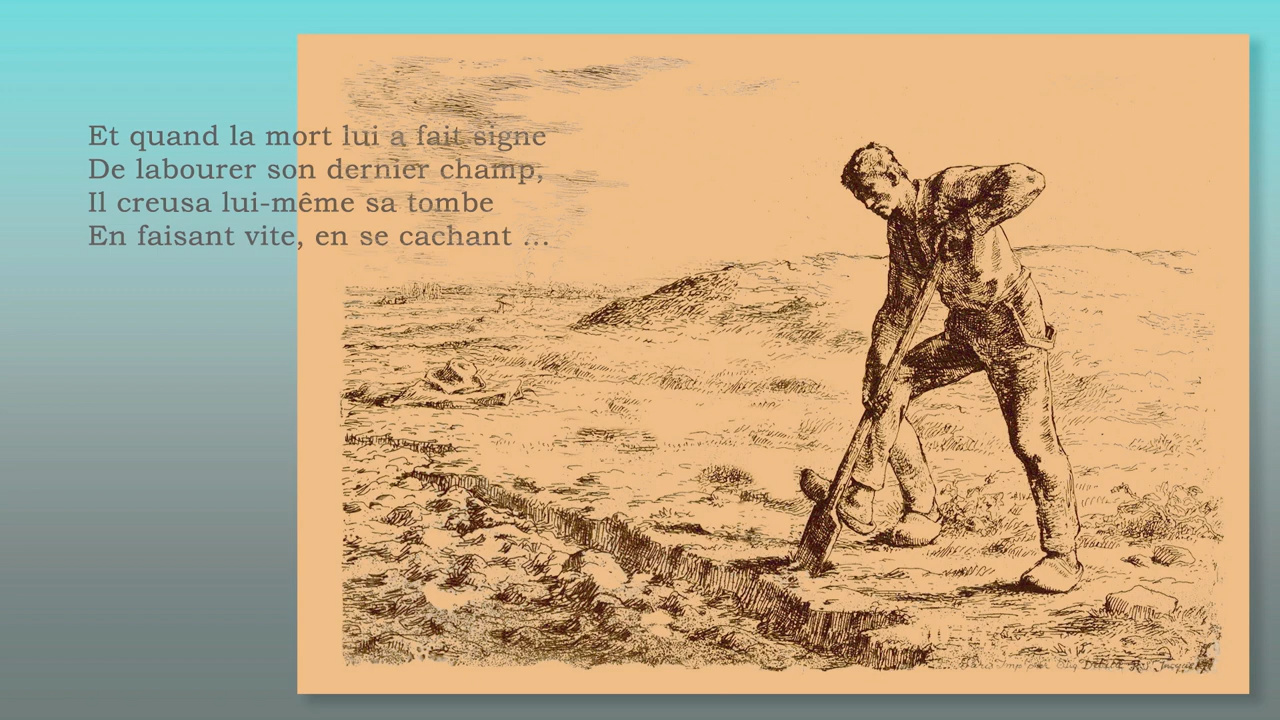 Et quand la mort lui a fait signe
De labourer son dernier champ,
Il creusa lui-même sa tombe
En faisant vite, en se cachant ...